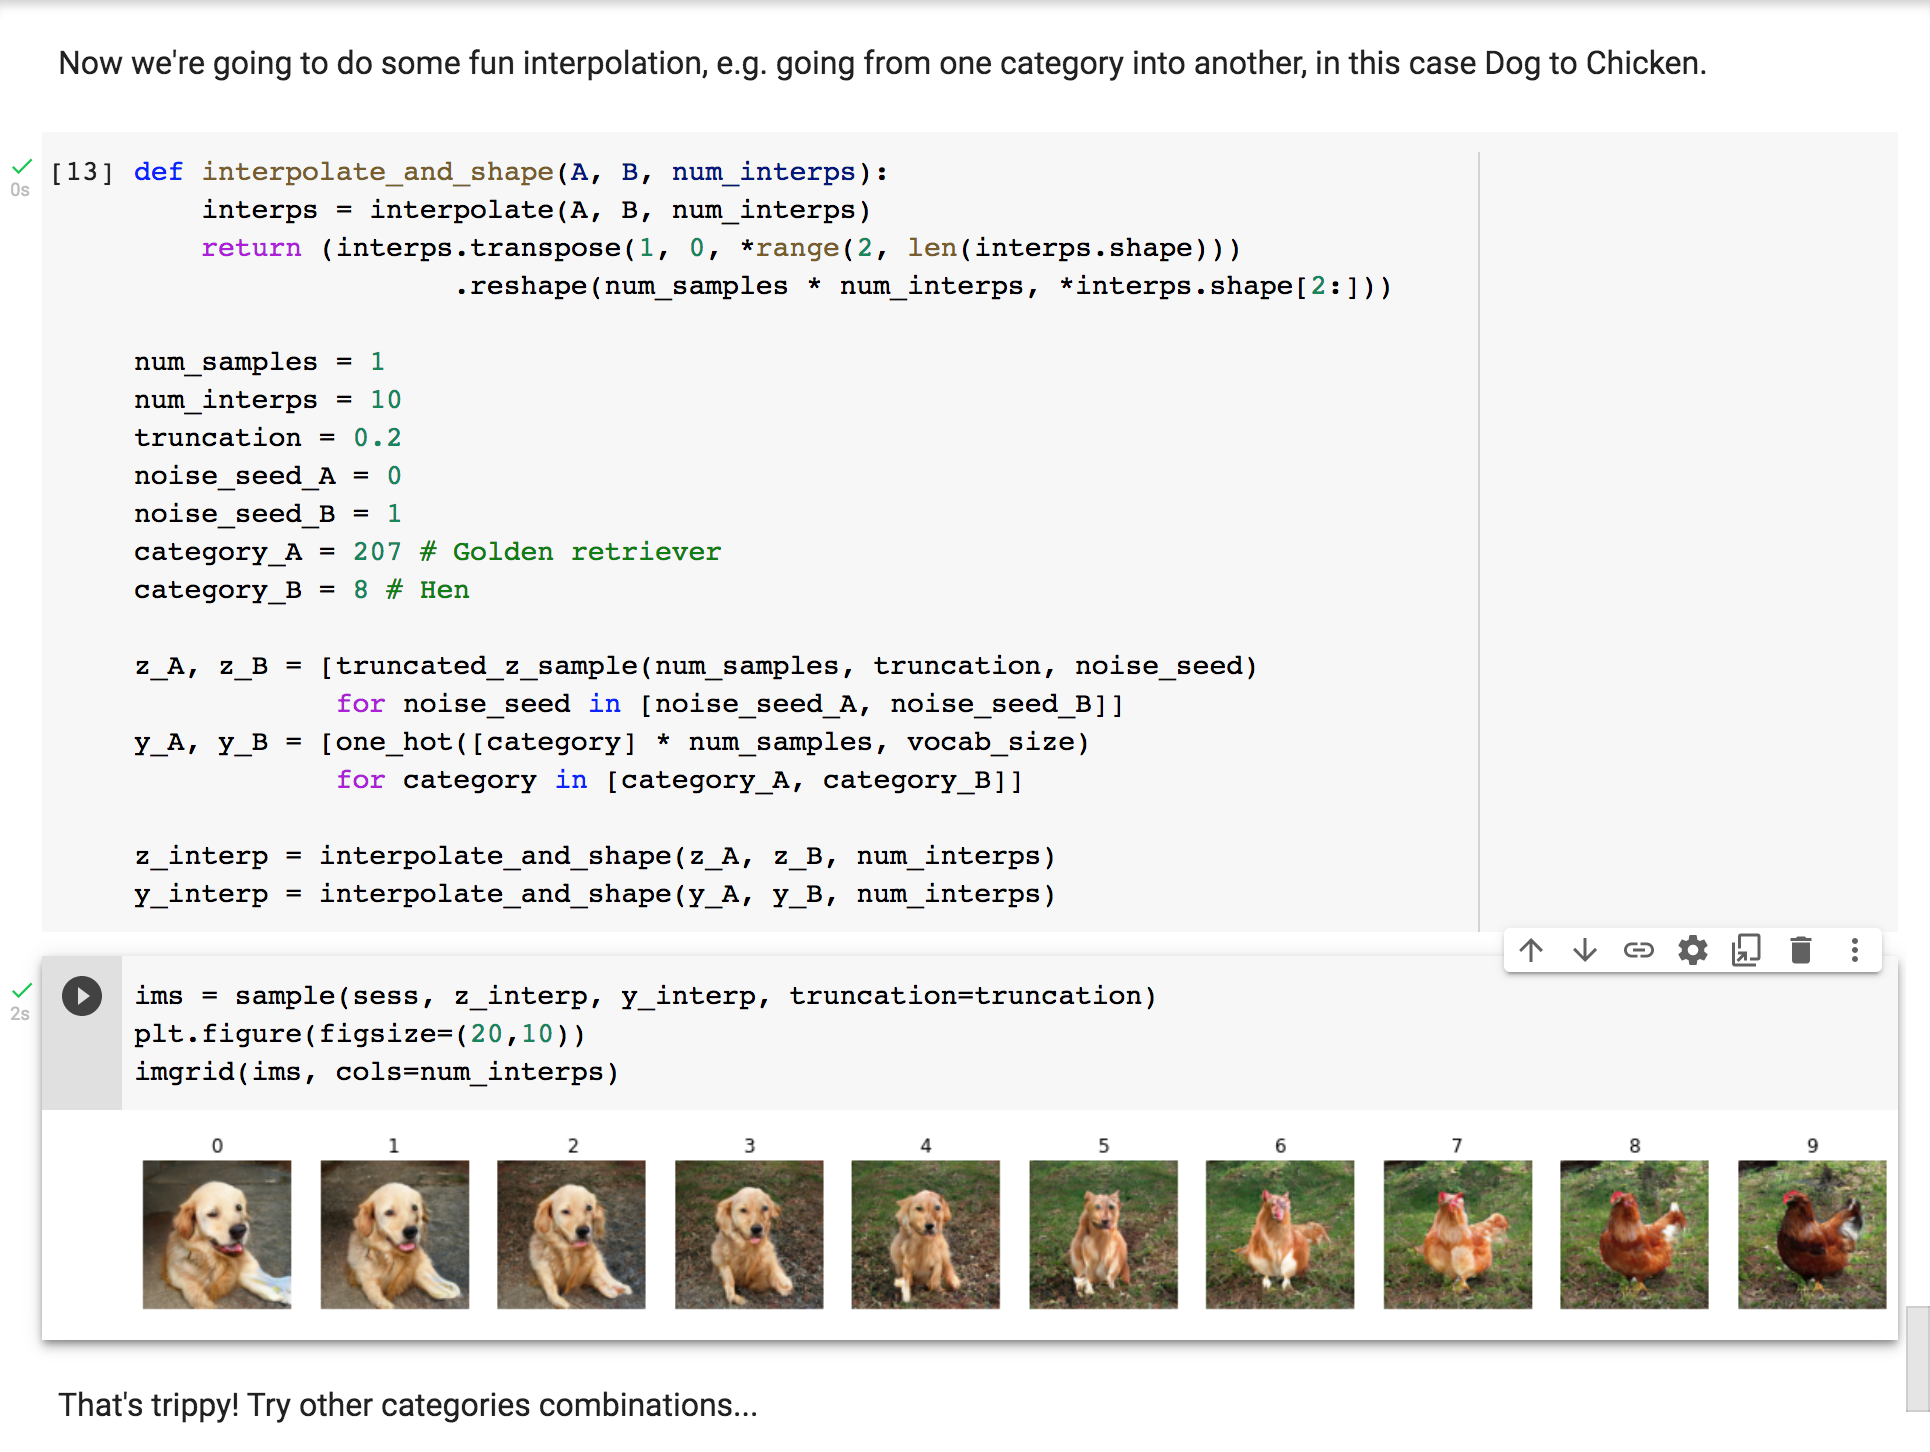 Now we're going to do some fun interpolation, e.g. going from one category into another, in this case Dog to Chicken.
0s
[13] def interpolate_and_shape(A, B, num_interps):
    interps = interpolate(A, B, num_interps)
    return (interps.transpose(1, 0, *range(2, len(interps.shape)))
                   .reshape(num_samples * num_interps, *interps.shape[2:]))
num_samples = 1
num_interps = 10
truncation = 0.2
noise_seed_A = 0
noise_seed_B = 1
category_A = 207 # Golden retriever
category_B = 8 # Hen
z_A, z_B = [truncated_z_sample(num_samples, truncation, noise_seed)
            for noise_seed in [noise_seed_A, noise_seed_B]]
y_A, y_B = [one_hot([category] * num_samples, vocab_size)
            for category in [category_A, category_B]]
z_interp = interpolate_and_shape(z_A, z_B, num_interps)
y_interp = interpolate_and_shape(y_A, y_B, num_interps)
2s
ims = sample(sess, z_interp, y_interp, truncation=truncation)
plt.figure(figsize=(20,10))
imgrid(ims, cols=num_interps)
0 1 2 3 4 5 6 7 8 9
That's trippy! Try other categories combinations...